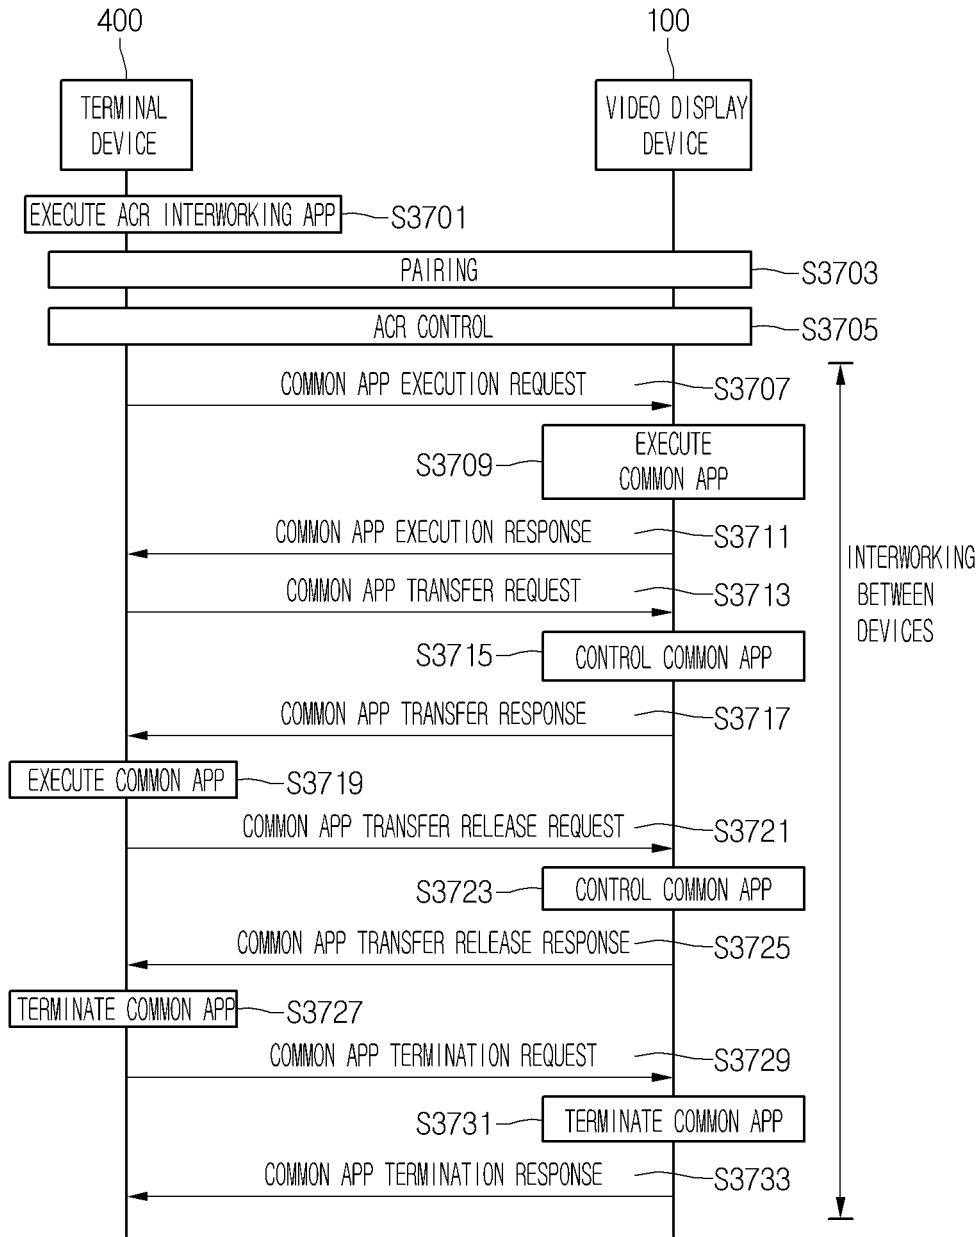 400
100
TERMINAL
DEVICE
VIDEO DISPLAY
DEVICE
EXECUTE ACR INTERWORKING APP
S3701
PAIRING
S3703
ACR CONTROL
S3705
COMMON APP EXECUTION REQUEST
S3707
EXECUTE
COMMON APP
S3709
COMMON APP EXECUTION RESPONSE
S3711
INTERWORKING
BETWEEN
DEVICES
COMMON APP TRANSFER REQUEST
S3713
S3715
CONTROL COMMON APP
COMMON APP TRANSFER RESPONSE
S3717
EXECUTE COMMON APP
S3719
COMMON APP TRANSFER RELEASE REQUEST
S3721
S3723
CONTROL COMMON APP
COMMON APP TRANSFER RELEASE RESPONSE
S3725
TERMINATE COMMON APP
S3727
COMMON APP TERMINATION REQUEST
S3729
S3731
TERMINATE COMMON APP
COMMON APP TERMINATION RESPONSE
S3733